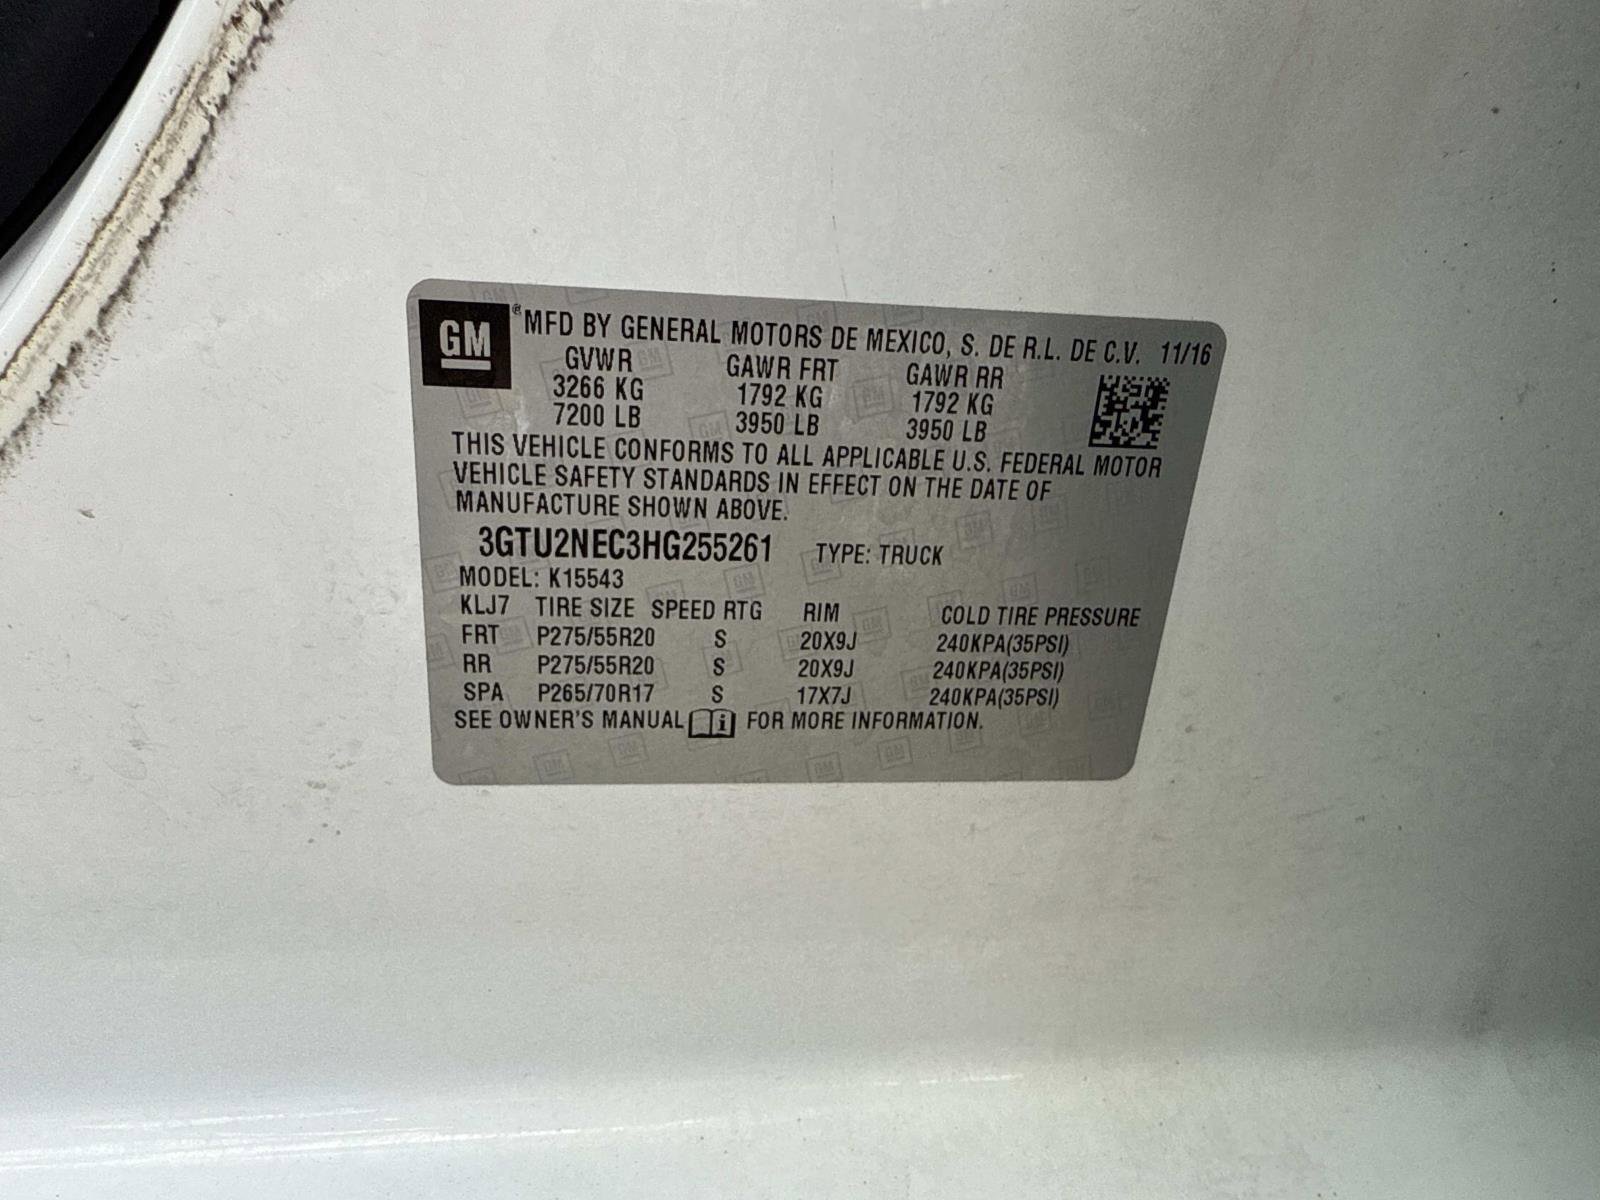 GM ® MFD BY GENERAL MOTORS DE MEXICO, S. DE R.L. DE C.V. 11/16
GVWR GAWR FRT GAWR RR
3266 KG 1792 KG 1792 KG
7200 LB 3950 LB 3950 LB
THIS VEHICLE CONFORMS TO ALL APPLICABLE U.S. FEDERAL MOTOR
VEHICLE SAFETY STANDARDS IN EFFECT ON THE DATE OF
MANUFACTURE SHOWN ABOVE.
3GTU2NEC3HG255261 TYPE: TRUCK
MODEL: K15543
KLJ7 TIRE SIZE SPEED RTG RIM COLD TIRE PRESSURE
FRT P275/55R20 S 20X9J 240KPA(35PSI)
RR P275/55R20 S 20X9J 240KPA(35PSI)
SPA P265/70R17 S 17X7J 240KPA(35PSI)
SEE OWNER'S MANUAL i FOR MORE INFORMATION.